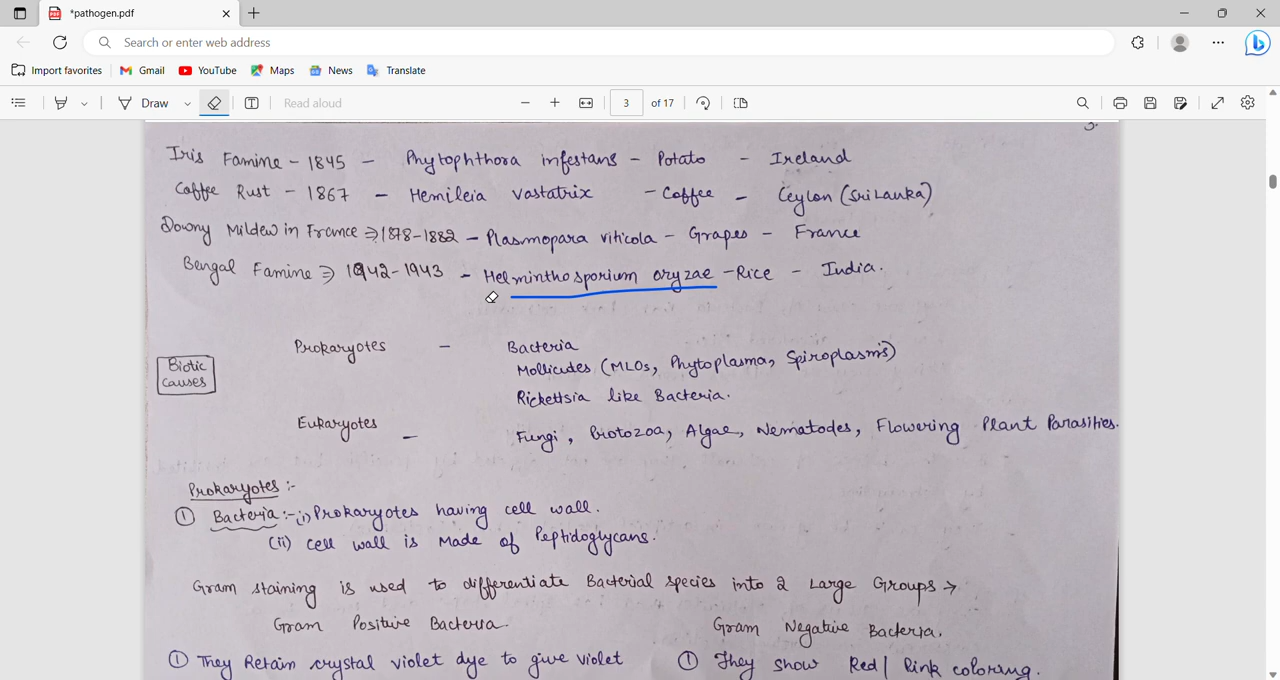 *pathogen.pdf
Search or enter web address
Import favorites Gmail YouTube Maps News Translate
Draw Read aloud 3 of 17
3.
Iris Famine - 1845 - Phytophthora infestans - Potato - Ireland
Coffee Rust - 1867 - Hemileia vastatrix - Coffee - Ceylon (Sri Lanka)
Downy Mildew in France ⇒ 1878-1882 - Plasmopara viticola - Grapes - France
Bengal Famine ⇒ 1942-1943 - Helminthosporium oryzae - Rice - India.
Prokaryotes - Bacteria
Mollicudes (MLOs, Phytoplasma, Spiroplasms)
Biotic causes
Rickettsia like Bacteria.
Eukaryotes - Fungi, Protozoa, Algae, Nematodes, Flowering Plant Parasities.
Prokaryotes :-
① Bacteria :- (i) Prokaryotes having cell wall.
(ii) cell wall is Made of Peptidoglycans.
Gram staining is used to differentiate Bacterial species into 2 Large Groups →
Gram Positive Bacteria. Gram Negative Bacteria.
① They Retain crystal violet dye to give violet ① They show Red / Pink coloring.